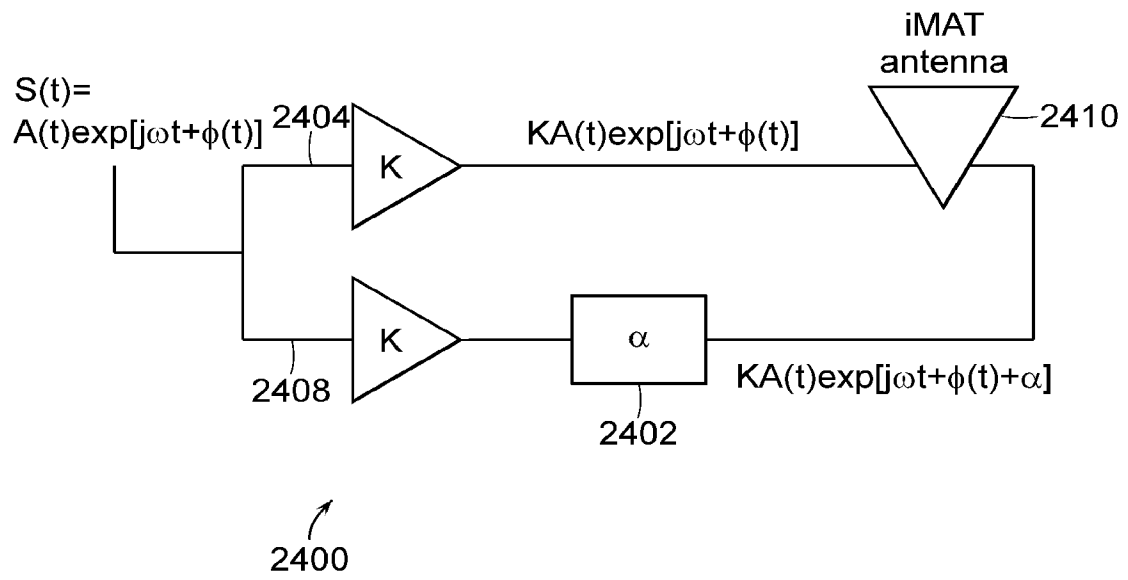 iMAT
antenna
S(t)=
A(t)exp[jωt+ϕ(t)]
2404
KA(t)exp[jωt+ϕ(t)]
2410
K
K
α
2408
KA(t)exp[jωt+ϕ(t)+α]
2402
2400